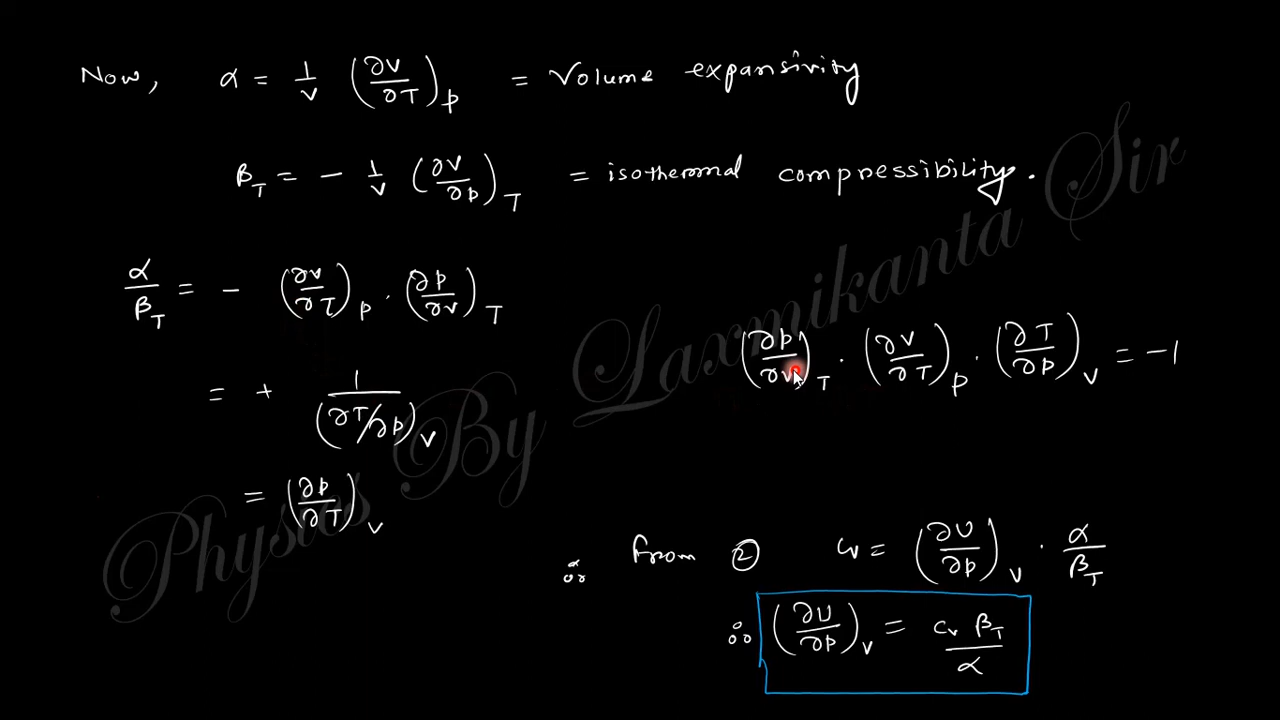 Now, α = 1/V (∂V/∂T)_P = Volume expansivity
β_T = - 1/V (∂V/∂P)_T = isothermal compressibility.
α/β_T = - (∂V/∂T)_P · (∂P/∂V)_T
(∂P/∂V)_T · (∂V/∂T)_P · (∂T/∂P)_V = -1
= + 1/(∂T/∂P)_V
= (∂P/∂T)_V
∴ From ② C_V = (∂U/∂P)_V · α/β_T
∴ (∂U/∂P)_V = C_V β_T/α
Physics By Laxmikanta Sir